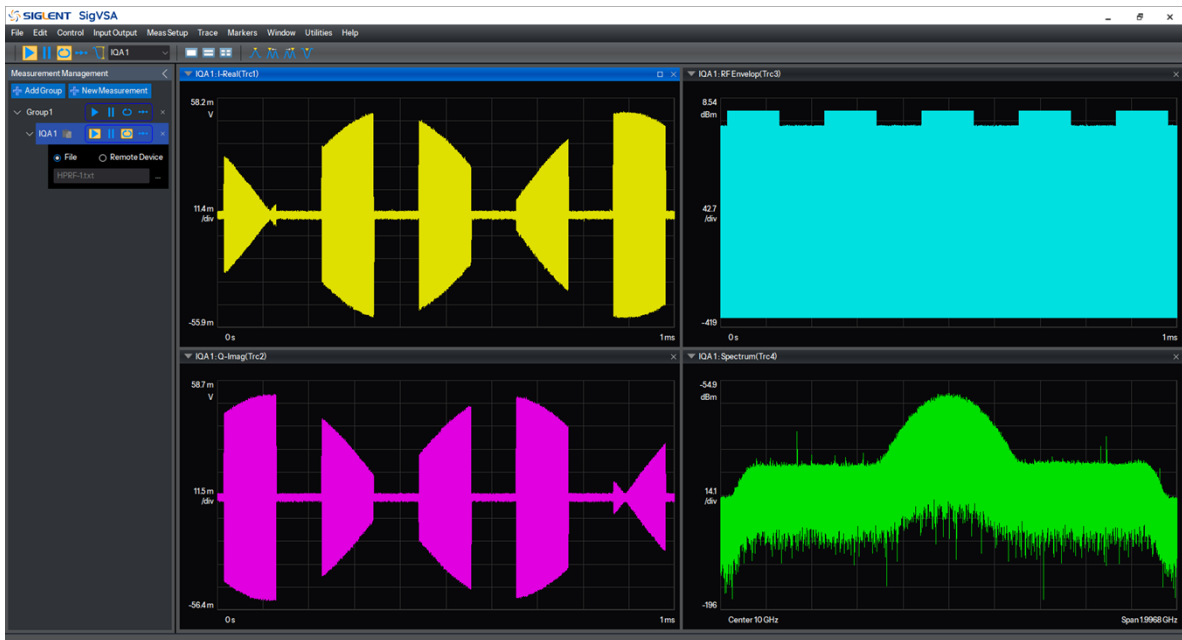 SIGLENT SigVSA
File Edit Control Input Output Meas Setup Trace Markers Window Utilities Help
IQA 1
Measurement Management
Add Group New Measurement
Group1
IQA 1
File Remote Device
HPRF-1.txt
IQA 1: I-Real(Trc1)
58.2 m
V
11.4 m
/div
-55.9 m
0 s 1 ms
IQA 1: RF Envelop(Trc3)
8.54
dBm
42.7
/div
-419
0 s 1 ms
IQA 1: Q-Imag(Trc2)
58.7 m
V
11.5 m
/div
-56.4 m
0 s 1 ms
IQA 1: Spectrum(Trc4)
-54.9
dBm
14.1
/div
-196
Center 10 GHz Span 1.9968 GHz